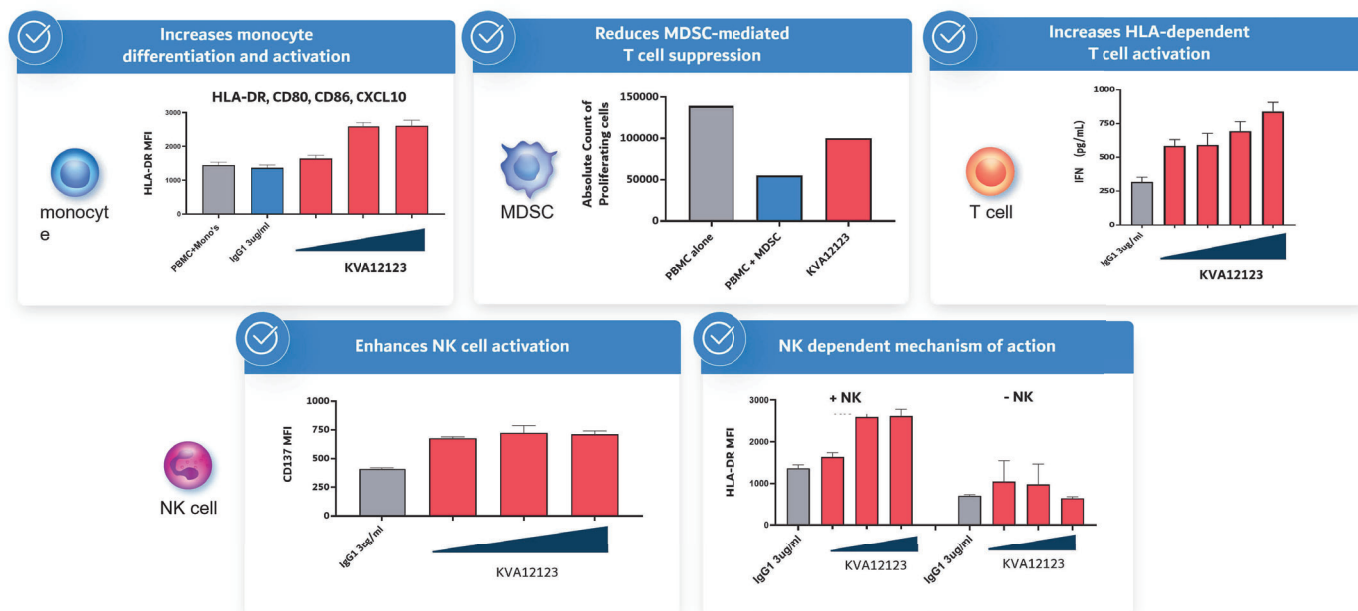 Increases monocyte
differentiation and activation
HLA-DR, CD80, CD86, CXCL10
HLA-DR MFI
3000
2000
1000
0
monocyt
e
PBMC+Mono's
IgG1 3ug/ml
KVA12123
Reduces MDSC-mediated
T cell suppression
Absolute Count of
Proliferating cells
150000
100000
50000
0
MDSC
PBMC alone
PBMC + MDSC
KVA12123
Increases HLA-dependent
T cell activation
IFN (pg/mL)
1000
750
500
250
0
T cell
IgG1 3ug/ml
KVA12123
Enhances NK cell activation
CD137 MFI
1000
750
500
250
0
NK cell
IgG1 3ug/ml
KVA12123
NK dependent mechanism of action
+ NK
- NK
HLA-DR MFI
3000
2000
1000
0
IgG1 3ug/ml
KVA12123
IgG1 3ug/ml
KVA12123